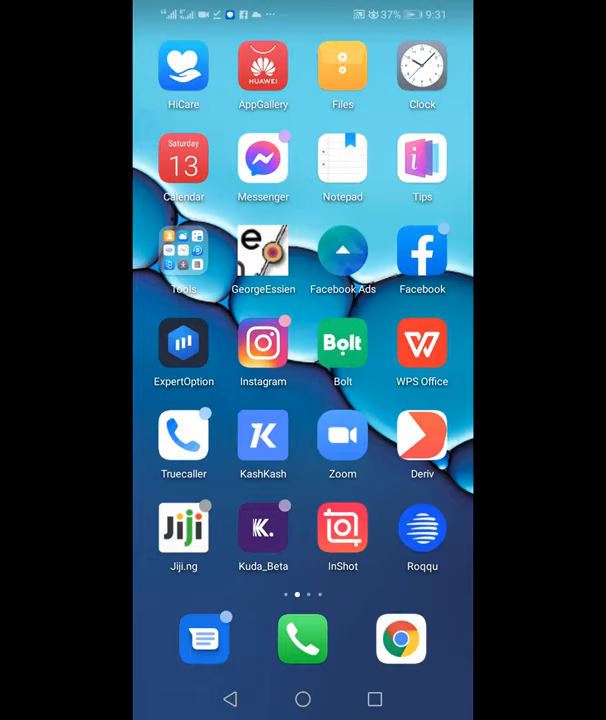 37% 9:31
HUAWEI
HiCare AppGallery Files Clock
Saturday
13
Calendar Messenger Notepad Tips
Tools GeorgeEssien Facebook Ads Facebook
Bolt
ExpertOption Instagram Bolt WPS Office
Truecaller KashKash Zoom Deriv
Jiji K.
Jiji.ng Kuda_Beta InShot Roqqu